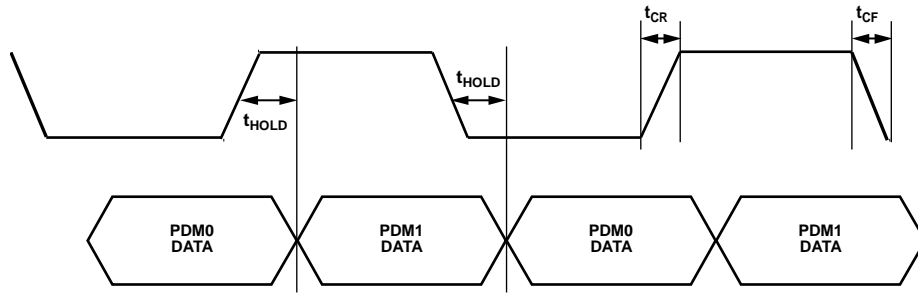 tCR
tCF
tHOLD
tHOLD
PDM0
DATA
PDM1
DATA
PDM0
DATA
PDM1
DATA